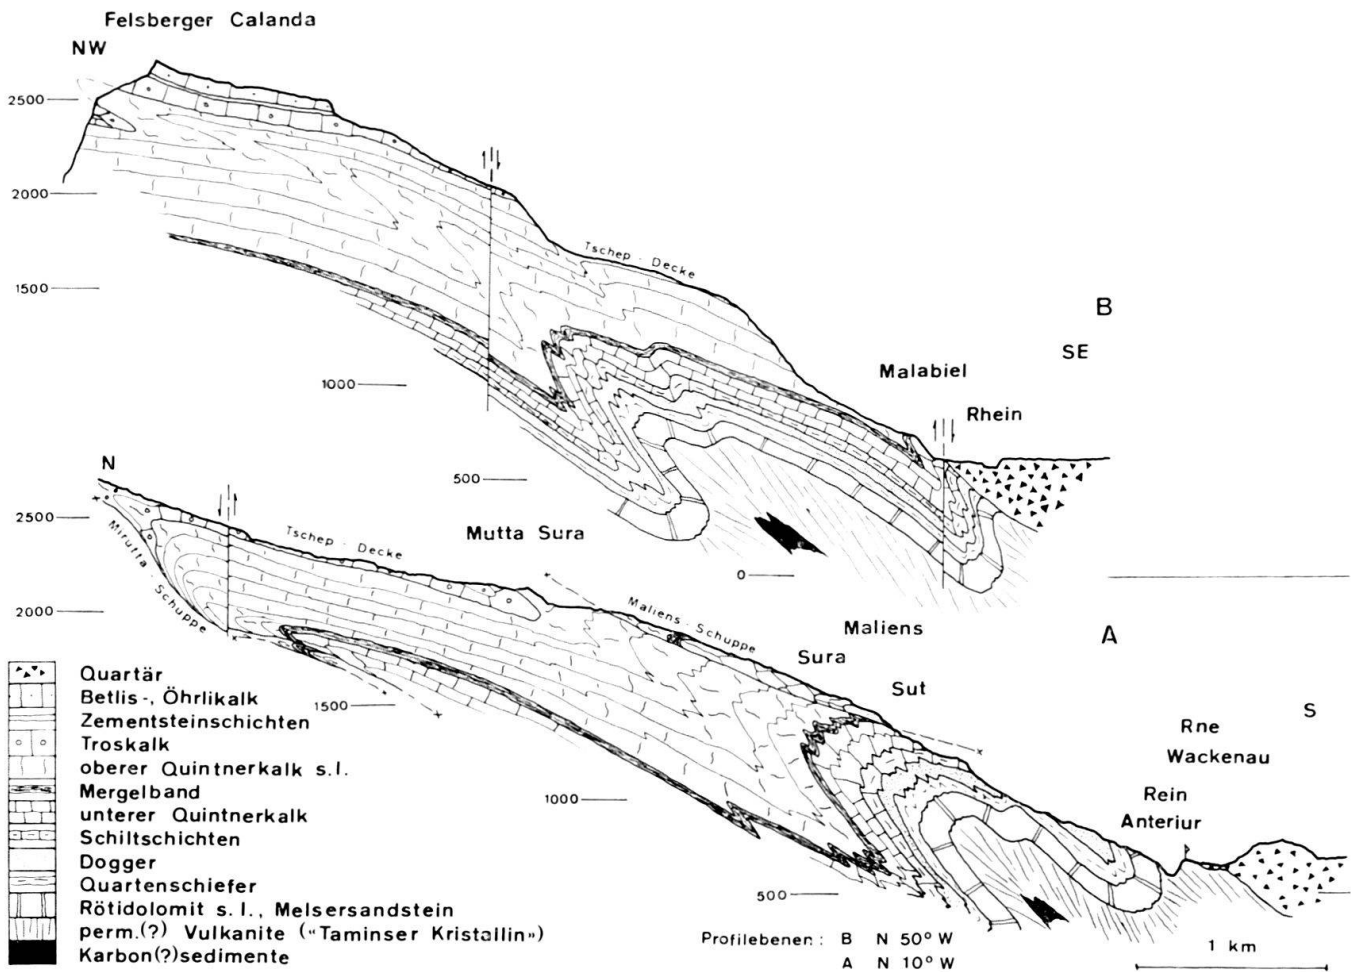 Felsberger Calanda
NW
2500
2000
1500
Tschep - Decke
B
SE
1000
Malabiel
Rhein
500
Mutta Sura
0
N
2500
2000
Mirutta - Schuppe
Tschep - Decke
Maliens - Schuppe
Maliens
Sura
Sut
A
S
Rne
Wackenau
Rein
Anteriur
1500
1000
500
Quartär
Betlis-, Öhrlikalk
Zementsteinschichten
Troskalk
oberer Quintnerkalk s.l.
Mergelband
unterer Quintnerkalk
Schiltschichten
Dogger
Quartenschiefer
Rötidolomit s. l., Melsersandstein
perm.(?) Vulkanite («Taminser Kristallin»)
Karbon(?)sedimente
Profilebenen : B N 50° W
A N 10° W
1 km